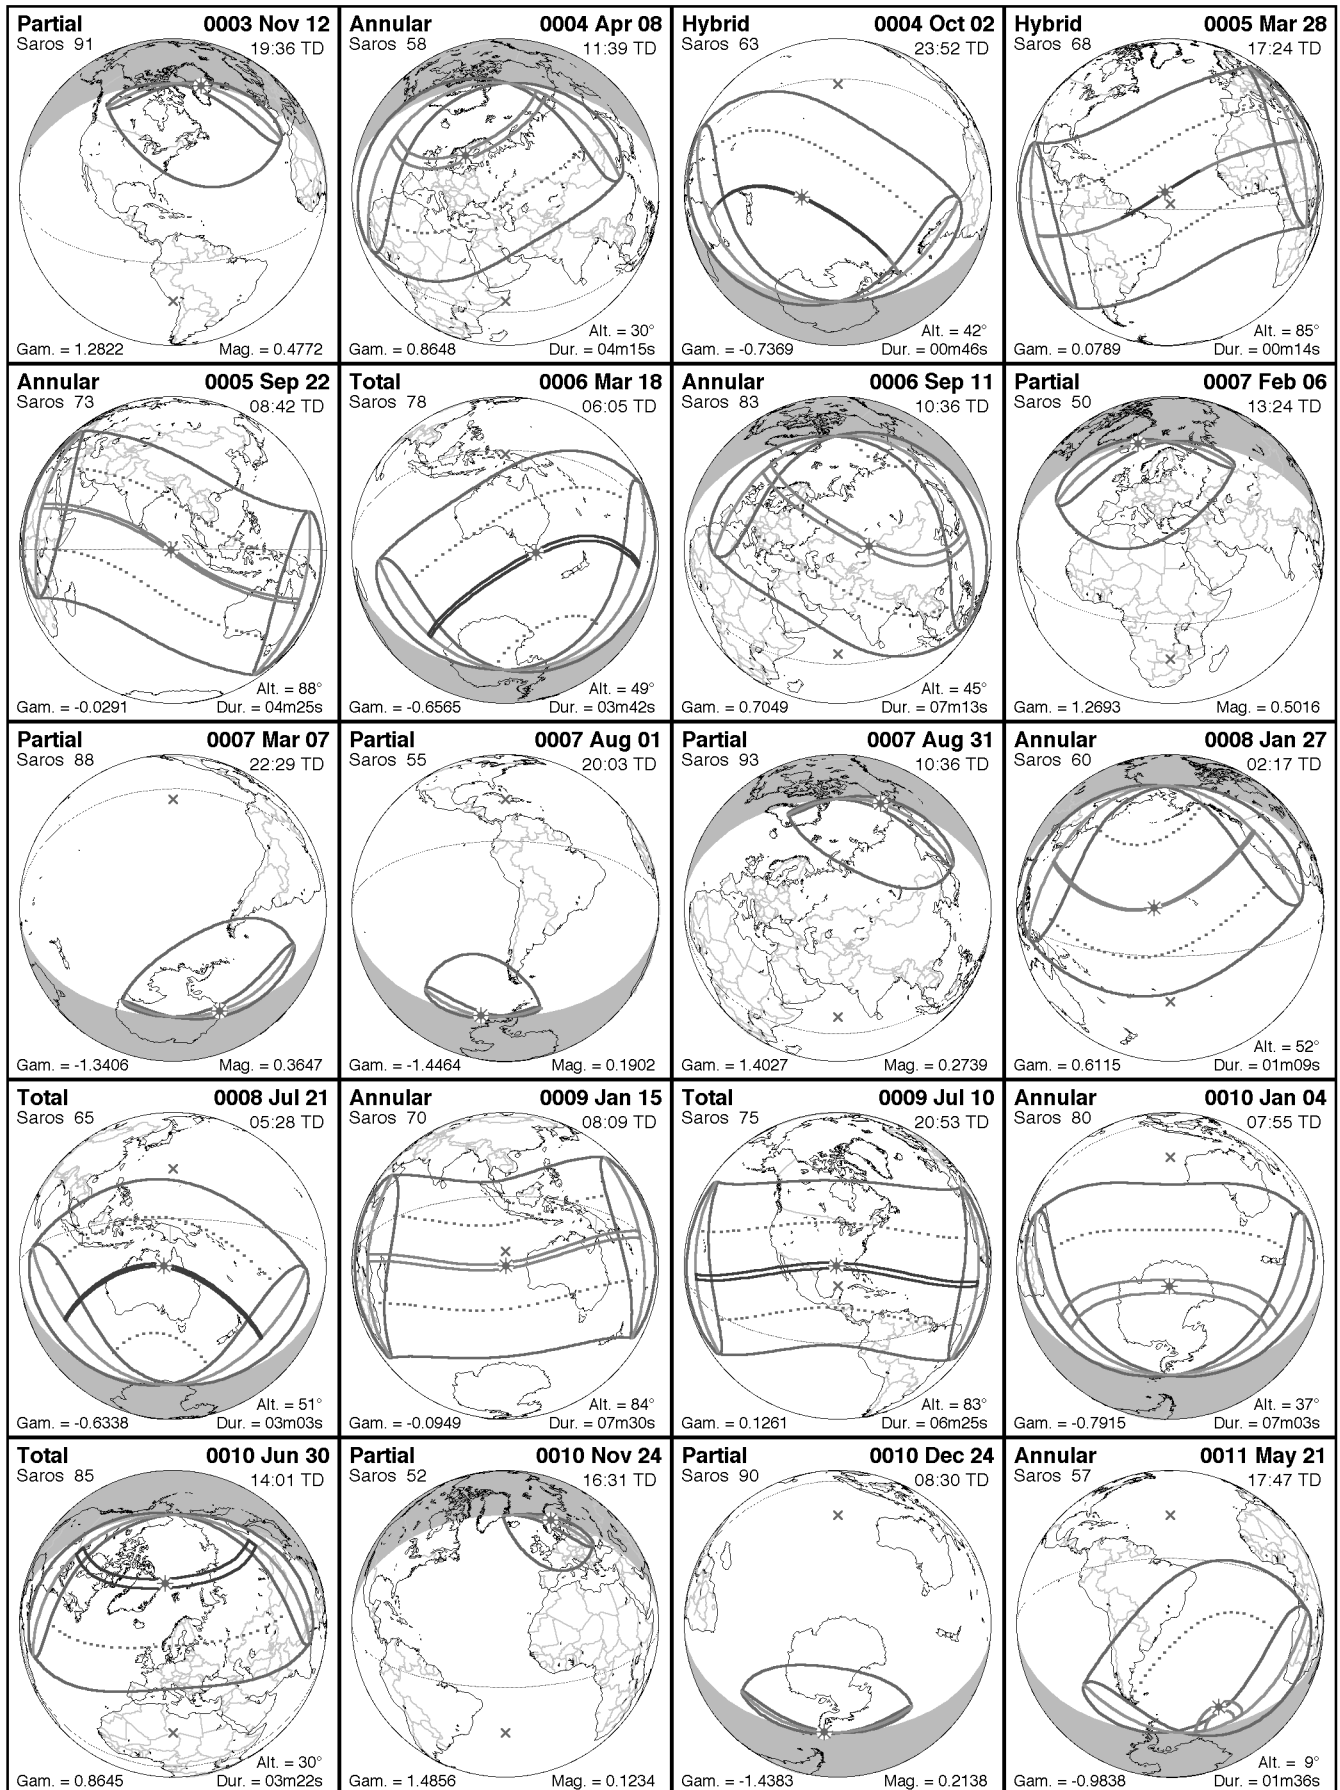 Partial 0003 Nov 12
Saros 91 19:36 TD
Gam. = 1.2822 Mag. = 0.4772
Annular 0004 Apr 08
Saros 58 11:39 TD
Alt. = 30°
Gam. = 0.8648 Dur. = 04m15s
Hybrid 0004 Oct 02
Saros 63 23:52 TD
Alt. = 42°
Gam. = -0.7369 Dur. = 00m46s
Hybrid 0005 Mar 28
Saros 68 17:24 TD
Alt. = 85°
Gam. = 0.0789 Dur. = 00m14s
Annular 0005 Sep 22
Saros 73 08:42 TD
Alt. = 88°
Gam. = -0.0291 Dur. = 04m25s
Total 0006 Mar 18
Saros 78 06:05 TD
Alt. = 49°
Gam. = -0.6565 Dur. = 03m42s
Annular 0006 Sep 11
Saros 83 10:36 TD
Alt. = 45°
Gam. = 0.7049 Dur. = 07m13s
Partial 0007 Feb 06
Saros 50 13:24 TD
Gam. = 1.2693 Mag. = 0.5016
Partial 0007 Mar 07
Saros 88 22:29 TD
Gam. = -1.3406 Mag. = 0.3647
Partial 0007 Aug 01
Saros 55 20:03 TD
Gam. = -1.4464 Mag. = 0.1902
Partial 0007 Aug 31
Saros 93 10:36 TD
Gam. = 1.4027 Mag. = 0.2739
Annular 0008 Jan 27
Saros 60 02:17 TD
Alt. = 52°
Gam. = 0.6115 Dur. = 01m09s
Total 0008 Jul 21
Saros 65 05:28 TD
Alt. = 51°
Gam. = -0.6338 Dur. = 03m03s
Annular 0009 Jan 15
Saros 70 08:09 TD
Alt. = 84°
Gam. = -0.0949 Dur. = 07m30s
Total 0009 Jul 10
Saros 75 20:53 TD
Alt. = 83°
Gam. = 0.1261 Dur. = 06m25s
Annular 0010 Jan 04
Saros 80 07:55 TD
Alt. = 37°
Gam. = -0.7915 Dur. = 07m03s
Total 0010 Jun 30
Saros 85 14:01 TD
Alt. = 30°
Gam. = 0.8645 Dur. = 03m22s
Partial 0010 Nov 24
Saros 52 16:31 TD
Gam. = 1.4856 Mag. = 0.1234
Partial 0010 Dec 24
Saros 90 08:30 TD
Gam. = -1.4383 Mag. = 0.2138
Annular 0011 May 21
Saros 57 17:47 TD
Alt. = 9°
Gam. = -0.9838 Dur. = 01m36s